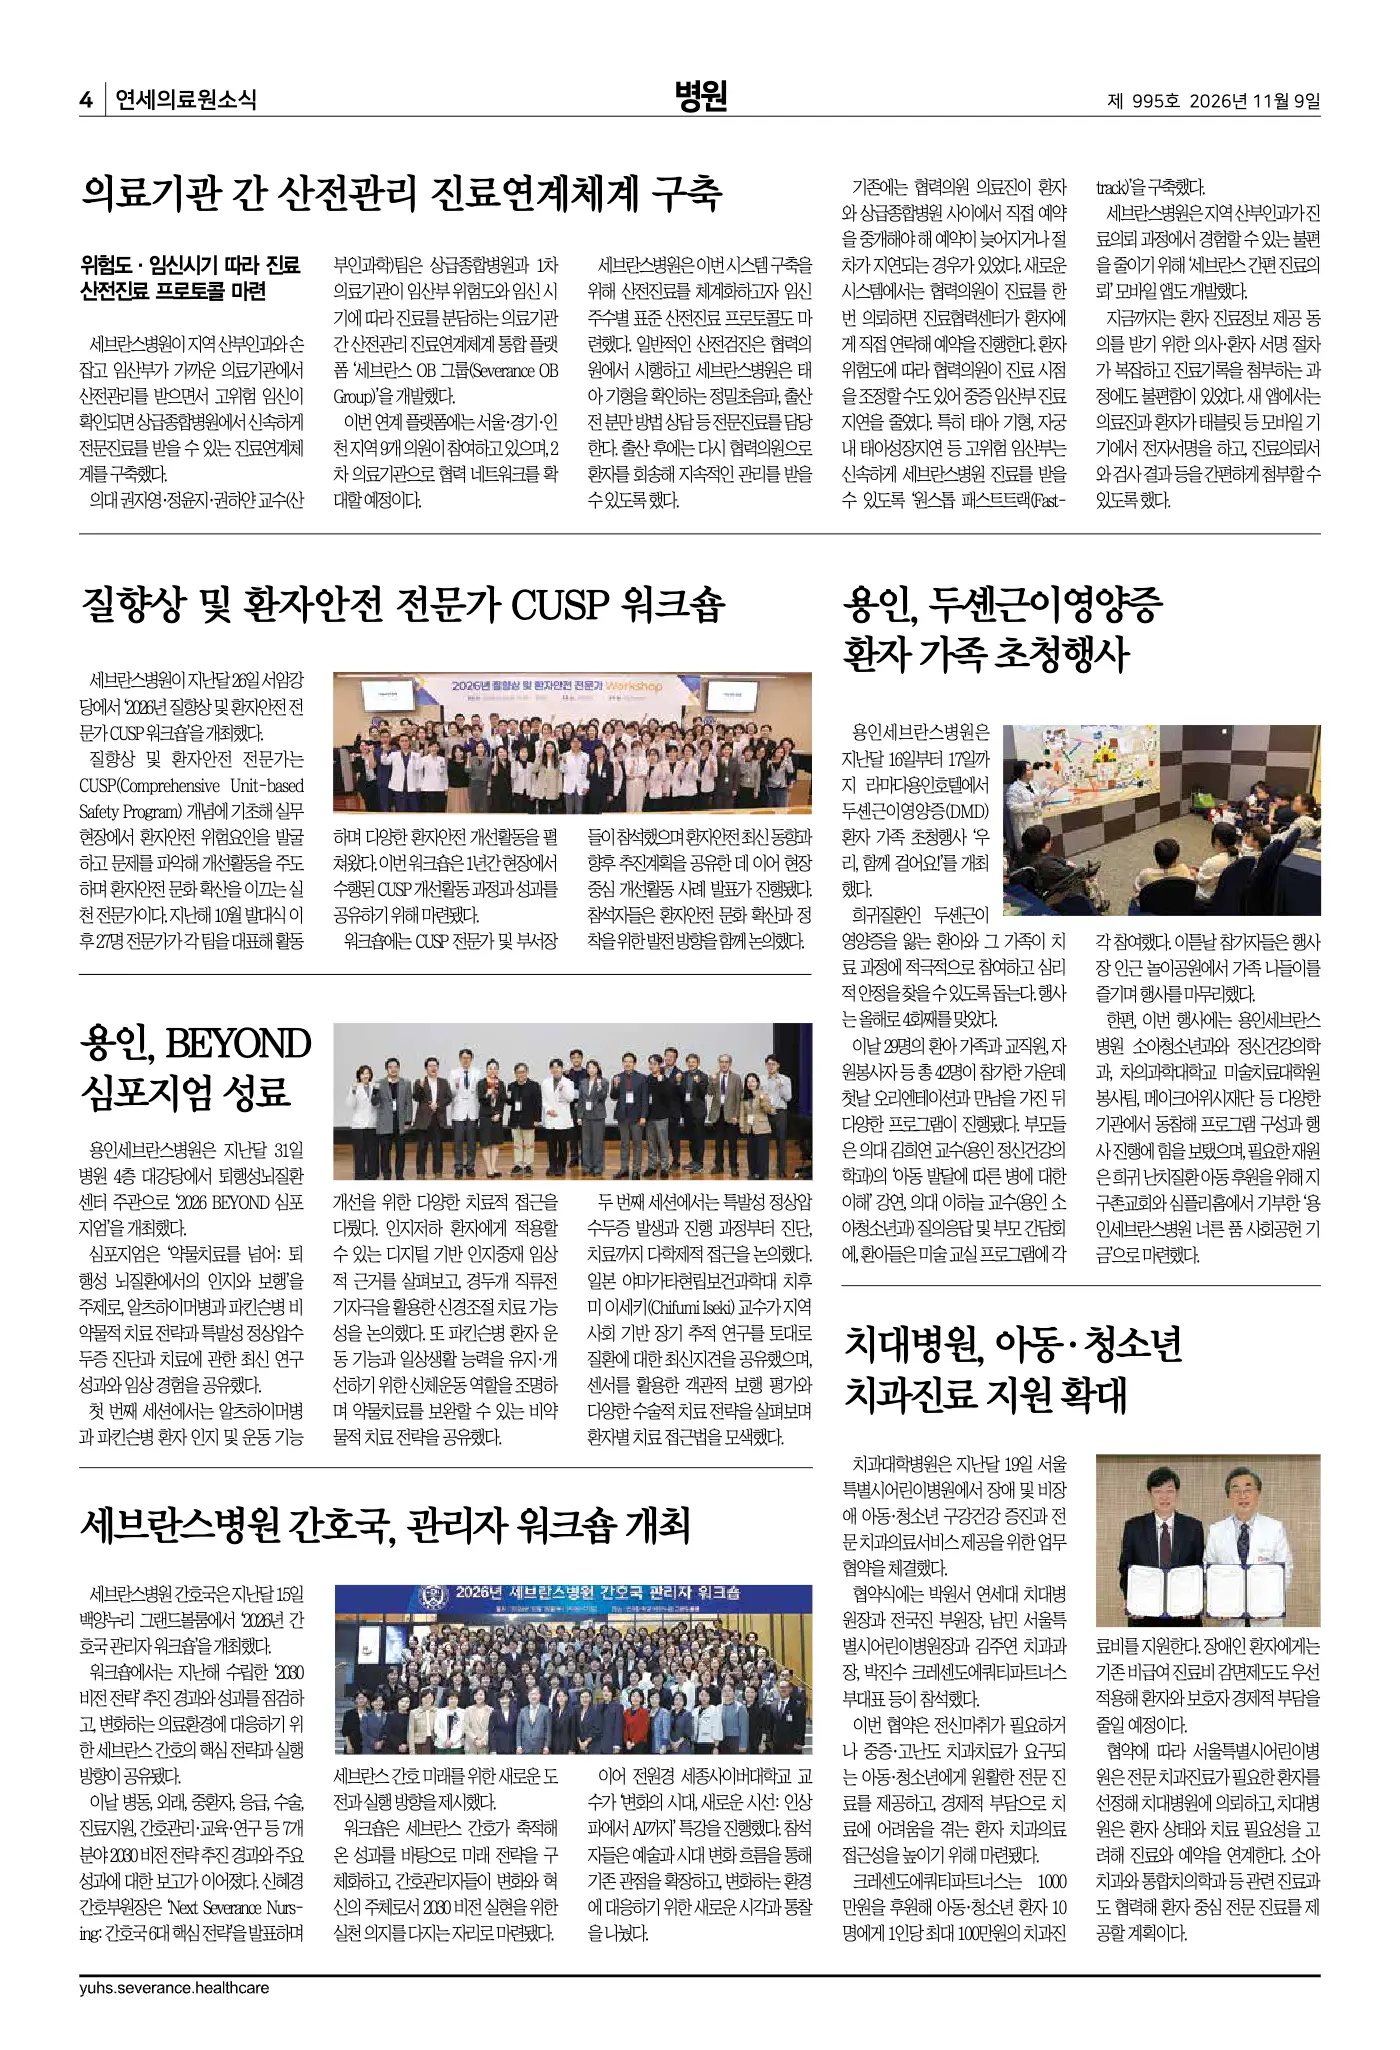 4 연세의료원소식
병원
제 995호 2026년 11월 9일
의료기관 간 산전관리 진료연계체계 구축
위험도·임신시기 따라 진료
산전진료 프로토콜 마련
세브란스병원이 지역 산부인과와 손
잡고 임산부가 가까운 의료기관에서
산전관리를 받으면서 고위험 임신이
확인되면 상급종합병원에서 신속하게
전문진료를 받을 수 있는 진료연계체
계를 구축했다.
의대 권자영·정윤지·권하얀 교수(산
부인과학)팀은 상급종합병원과 1차
의료기관이 임산부 위험도와 임신 시
기에 따라 진료를 분담하는 의료기관
간 산전관리 진료연계체계 통합 플랫
폼 ‘세브란스 OB 그룹(Severance OB
Group)’을 개발했다.
이번 연계 플랫폼에는 서울·경기·인
천 지역 9개 의원이 참여하고 있으며, 2
차 의료기관으로 협력 네트워크를 확
대할 예정이다.
세브란스병원은 이번 시스템 구축을
위해 산전진료를 체계화하고자 임신
주수별 표준 산전진료 프로토콜도 마
련했다. 일반적인 산전검진은 협력의
원에서 시행하고 세브란스병원은 태
아 기형을 확인하는 정밀초음파, 출산
전 분만 방법 상담 등 전문진료를 담당
한다. 출산 후에는 다시 협력의원으로
환자를 회송해 지속적인 관리를 받을
수 있도록 했다.
기존에는 협력의원 의료진이 환자
와 상급종합병원 사이에서 직접 예약
을 중개해야 해 예약이 늦어지거나 절
차가 지연되는 경우가 있었다. 새로운
시스템에서는 협력의원이 진료를 한
번 의뢰하면 진료협력센터가 환자에
게 직접 연락해 예약을 진행한다. 환자
위험도에 따라 협력의원이 진료 시점
을 조정할 수도 있어 중증 임산부 진료
지연을 줄였다. 특히 태아 기형, 자궁
내 태아성장지연 등 고위험 임산부는
신속하게 세브란스병원 진료를 받을
수 있도록 ‘원스톱 패스트트랙(Fast-
track)’을 구축했다.
세브란스병원은 지역 산부인과가 진
료의뢰 과정에서 경험할 수 있는 불편
을 줄이기 위해 ‘세브란스 간편 진료의
뢰’ 모바일 앱도 개발했다.
지금까지는 환자 진료정보 제공 동
의를 받기 위한 의사·환자 서명 절차
가 복잡하고 진료기록을 첨부하는 과
정에도 불편함이 있었다. 새 앱에서는
의료진과 환자가 태블릿 등 모바일 기
기에서 전자서명을 하고, 진료의뢰서
와 검사 결과 등을 간편하게 첨부할 수
있도록 했다.
질향상 및 환자안전 전문가 CUSP 워크숍
세브란스병원이 지난달 26일 서암강
당에서 ‘2026년 질향상 및 환자안전 전
문가 CUSP 워크숍’을 개최했다.
질향상 및 환자안전 전문가는
CUSP(Comprehensive Unit-based
Safety Program) 개념에 기초해 실무
현장에서 환자안전 위험요인을 발굴
하고 문제를 파악해 개선활동을 주도
하며 환자안전 문화 확산을 이끄는 실
천 전문가이다. 지난해 10월 발대식 이
후 27명 전문가가 각 팀을 대표해 활동
2026년 질향상 및 환자안전 전문가 Workshop
하며 다양한 환자안전 개선활동을 펼
쳐왔다. 이번 워크숍은 1년간 현장에서
수행된 CUSP 개선활동 과정과 성과를
공유하기 위해 마련됐다.
워크숍에는 CUSP 전문가 및 부서장
들이 참석했으며 환자안전 최신 동향과
향후 추진계획을 공유한 데 이어 현장
중심 개선활동 사례 발표가 진행됐다.
참석자들은 환자안전 문화 확산과 정
착을 위한 발전 방향을 함께 논의했다.
용인, 두셴근이영양증
환자 가족 초청행사
용인세브란스병원은
지난달 16일부터 17일까
지 라마다용인호텔에서
두셴근이영양증(DMD)
환자 가족 초청행사 ‘우
리, 함께 걸어요!’를 개최
했다.
희귀질환인 두셴근이
영양증을 앓는 환아와 그 가족이 치
료 과정에 적극적으로 참여하고 심리
적 안정을 찾을 수 있도록 돕는다. 행사
는 올해로 4회째를 맞았다.
이날 29명의 환아 가족과 교직원, 자
원봉사자 등 총 42명이 참가한 가운데
첫날 오리엔테이션과 만남을 가진 뒤
다양한 프로그램이 진행됐다. 부모들
은 의대 김희연 교수(용인 정신건강의
학과)의 ‘아동 발달에 따른 병에 대한
이해’ 강연, 의대 이하늘 교수(용인 소
아청소년과) 질의응답 및 부모 간담회
에, 환아들은 미술 교실 프로그램에 각
각 참여했다. 이튿날 참가자들은 행사
장 인근 놀이공원에서 가족 나들이를
즐기며 행사를 마무리했다.
한편, 이번 행사에는 용인세브란스
병원 소아청소년과와 정신건강의학
과, 차의과학대학교 미술치료대학원
봉사팀, 메이크어위시재단 등 다양한
기관에서 동참해 프로그램 구성과 행
사 진행에 힘을 보탰으며, 필요한 재원
은 희귀 난치질환 아동 후원을 위해 지
구촌교회와 심플리홈에서 기부한 ‘용
인세브란스병원 너른 품 사회공헌 기
금’으로 마련했다.
용인, BEYOND
심포지엄 성료
용인세브란스병원은 지난달 31일
병원 4층 대강당에서 퇴행성뇌질환
센터 주관으로 ‘2026 BEYOND 심포
지엄’을 개최했다.
심포지엄은 ‘약물치료를 넘어: 퇴
행성 뇌질환에서의 인지와 보행’을
주제로, 알츠하이머병과 파킨슨병 비
약물적 치료 전략과 특발성 정상압수
두증 진단과 치료에 관한 최신 연구
성과와 임상 경험을 공유했다.
첫 번째 세션에서는 알츠하이머병
과 파킨슨병 환자 인지 및 운동 기능
개선을 위한 다양한 치료적 접근을
다뤘다. 인지저하 환자에게 적용할
수 있는 디지털 기반 인지중재 임상
적 근거를 살펴보고, 경두개 직류전
기자극을 활용한 신경조절 치료 가능
성을 논의했다. 또 파킨슨병 환자 운
동 기능과 일상생활 능력을 유지·개
선하기 위한 신체운동 역할을 조명하
며 약물치료를 보완할 수 있는 비약
물적 치료 전략을 공유했다.
두 번째 세션에서는 특발성 정상압
수두증 발생과 진행 과정부터 진단,
치료까지 다학제적 접근을 논의했다.
일본 야마가타현립보건과학대 치후
미 이세키(Chifumi Iseki) 교수가 지역
사회 기반 장기 추적 연구를 토대로
질환에 대한 최신지견을 공유했으며,
센서를 활용한 객관적 보행 평가와
다양한 수술적 치료 전략을 살펴보며
환자별 치료 접근법을 모색했다.
치대병원, 아동·청소년
치과진료 지원 확대
치과대학병원은 지난달 19일 서울
특별시어린이병원에서 장애 및 비장
애 아동·청소년 구강건강 증진과 전
문 치과의료서비스 제공을 위한 업무
협약을 체결했다.
협약식에는 박원서 연세대 치대병
원장과 전국진 부원장, 남민 서울특
별시어린이병원장과 김주연 치과과
장, 박진수 크레센도에쿼티파트너스
부대표 등이 참석했다.
이번 협약은 전신마취가 필요하거
나 중증·고난도 치과치료가 요구되
는 아동·청소년에게 원활한 전문 진
료를 제공하고, 경제적 부담으로 치
료에 어려움을 겪는 환자 치과의료
접근성을 높이기 위해 마련됐다.
크레센도에쿼티파트너스는 1000
만원을 후원해 아동·청소년 환자 10
명에게 1인당 최대 100만원의 치과진
료비를 지원한다. 장애인 환자에게는
기존 비급여 진료비 감면제도도 우선
적용해 환자와 보호자 경제적 부담을
줄일 예정이다.
협약에 따라 서울특별시어린이병
원은 전문 치과진료가 필요한 환자를
선정해 치대병원에 의뢰하고, 치대병
원은 환자 상태와 치료 필요성을 고
려해 진료와 예약을 연계한다. 소아
치과와 통합치의학과 등 관련 진료과
도 협력해 환자 중심 전문 진료를 제
공할 계획이다.
세브란스병원 간호국, 관리자 워크숍 개최
세브란스병원 간호국은 지난달 15일
백양누리 그랜드볼룸에서 ‘2026년 간
호국 관리자 워크숍’을 개최했다.
워크숍에서는 지난해 수립한 ‘2030
비전 전략’ 추진 경과와 성과를 점검하
고, 변화하는 의료환경에 대응하기 위
한 세브란스 간호의 핵심 전략과 실행
방향이 공유됐다.
이날 병동, 외래, 중환자, 응급, 수술,
진료지원, 간호관리·교육·연구 등 7개
분야 2030 비전 전략 추진 경과와 주요
성과에 대한 보고가 이어졌다. 신혜경
간호부원장은 ‘Next Severance Nurs-
ing: 간호국 6대 핵심 전략’을 발표하며
2026년 세브란스병원 간호국 관리자 워크숍
세브란스 간호 미래를 위한 새로운 도
전과 실행 방향을 제시했다.
워크숍은 세브란스 간호가 축적해
온 성과를 바탕으로 미래 전략을 구
체화하고, 간호관리자들이 변화와 혁
신의 주체로서 2030 비전 실현을 위한
실천 의지를 다지는 자리로 마련됐다.
이어 전원경 세종사이버대학교 교
수가 ‘변화의 시대, 새로운 시선: 인상
파에서 AI까지’ 특강을 진행했다. 참석
자들은 예술과 시대 변화 흐름을 통해
기존 관점을 확장하고, 변화하는 환경
에 대응하기 위한 새로운 시각과 통찰
을 나눴다.
yuhs.severance.healthcare